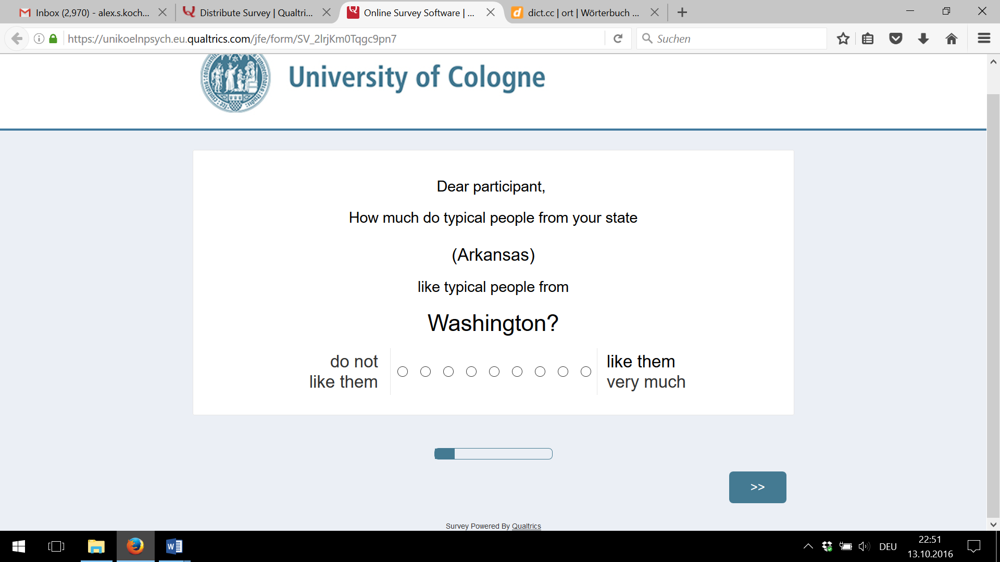 Inbox (2,970) - alex.s.koch...
Distribute Survey | Qualtri...
Online Survey Software | ...
dict.cc | ort | Wörterbuch ...
https://unikoelnpsych.eu.qualtrics.com/jfe/form/SV_2lrjKm0Tqgc9pn7
Suchen
University of Cologne
Dear participant,
How much do typical people from your state
(Arkansas)
like typical people from
Washington?
do not
like them
like them
very much
>>
Survey Powered By Qualtrics
DEU
22:51
13.10.2016